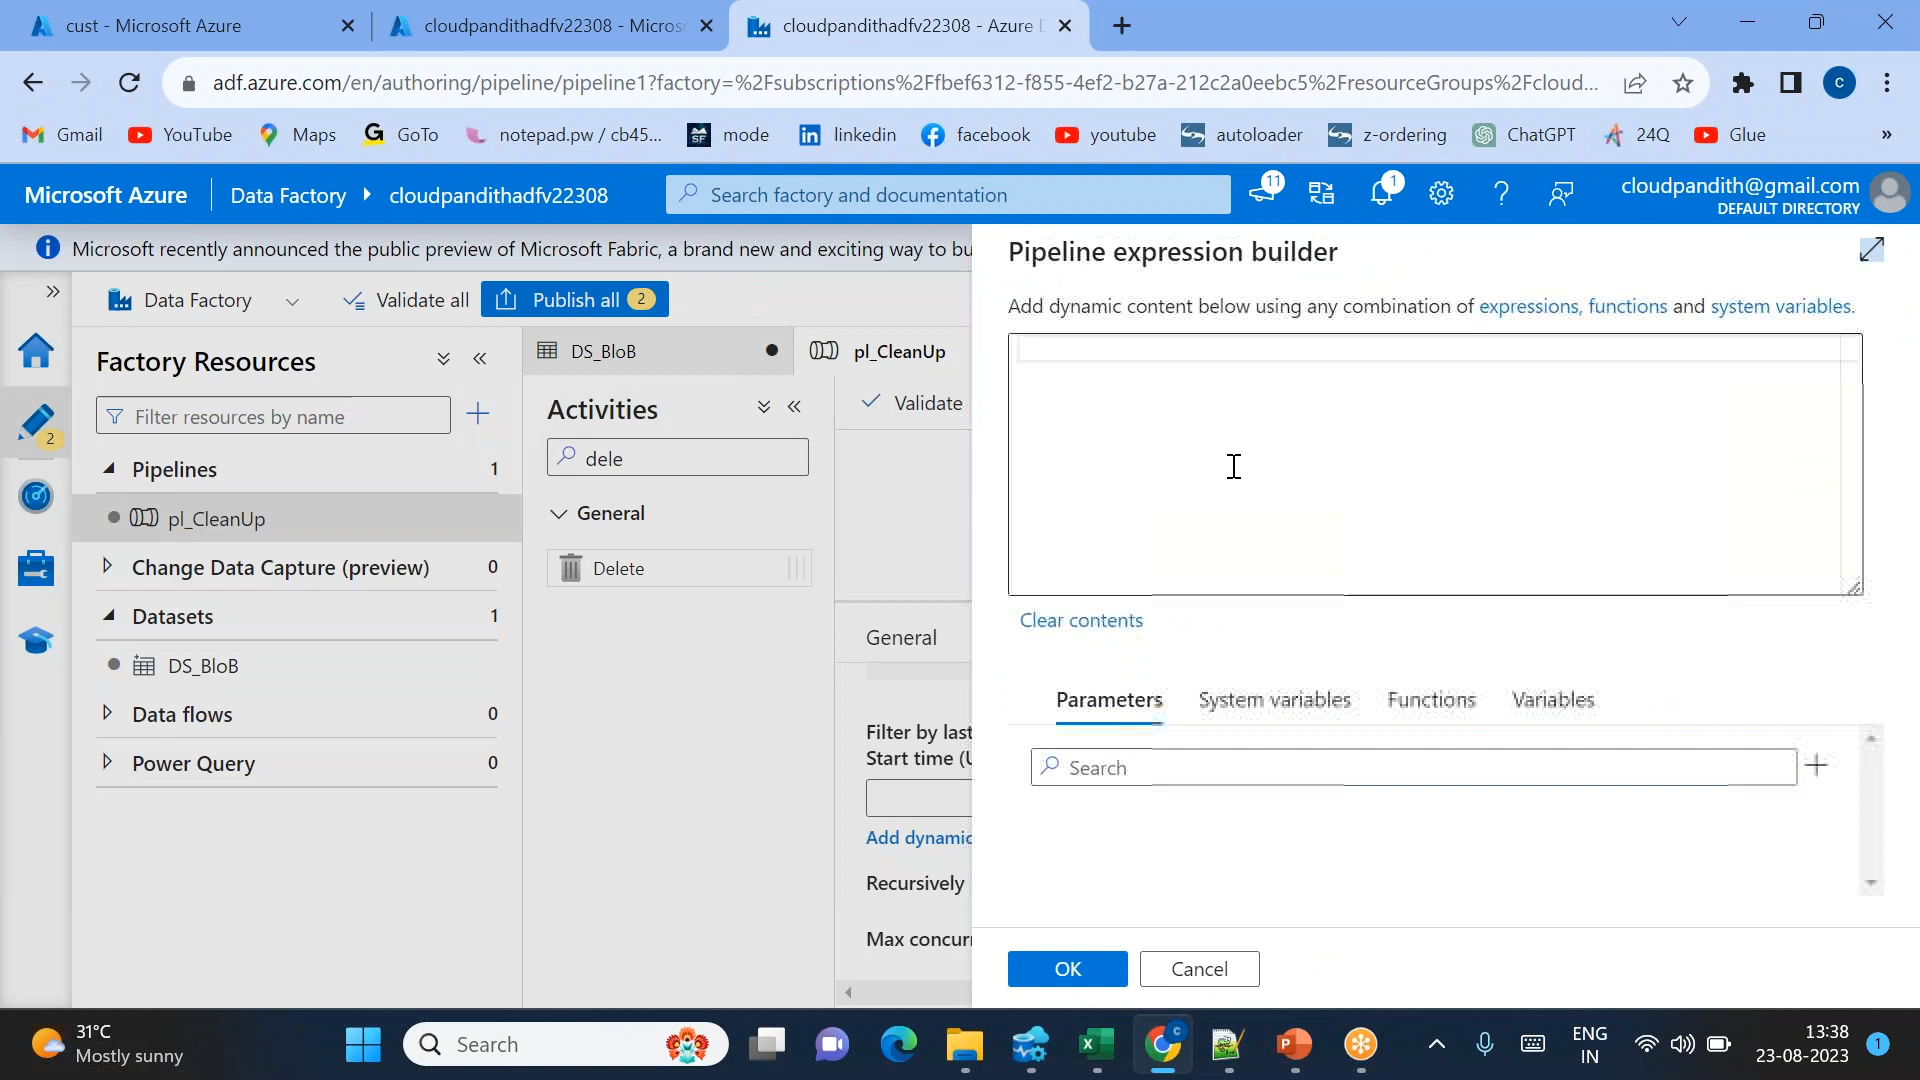 cust - Microsoft Azure
cloudpandithadfv22308 - Micros
cloudpandithadfv22308 - Azure D
adf.azure.com/en/authoring/pipeline/pipeline1?factory=%2Fsubscriptions%2Ffbef6312-f855-4ef2-b27a-212c2a0eebc5%2FresourceGroups%2Fcloud...
C
Gmail
YouTube
Maps
GoTo
notepad.pw / cb45...
mode
linkedin
facebook
youtube
autoloader
z-ordering
ChatGPT
24Q
Glue
»
Microsoft Azure
Data Factory
cloudpandithadfv22308
Search factory and documentation
11
1
cloudpandith@gmail.com
DEFAULT DIRECTORY
Microsoft recently announced the public preview of Microsoft Fabric, a brand new and exciting way to bu
Data Factory
Validate all
Publish all 2
2
Factory Resources
Filter resources by name
Pipelines 1
pl_CleanUp
Change Data Capture (preview) 0
Datasets 1
DS_BloB
Data flows 0
Power Query 0
DS_BloB
pl_CleanUp
Activities
dele
General
Delete
Validate
General
Filter by last
Start time (U
Add dynamic
Recursively
Max concurr
Pipeline expression builder
Add dynamic content below using any combination of expressions, functions and system variables.
Clear contents
Parameters
System variables
Functions
Variables
Search
OK
Cancel
31°C
Mostly sunny
Search
ENG
IN
13:38
23-08-2023
1